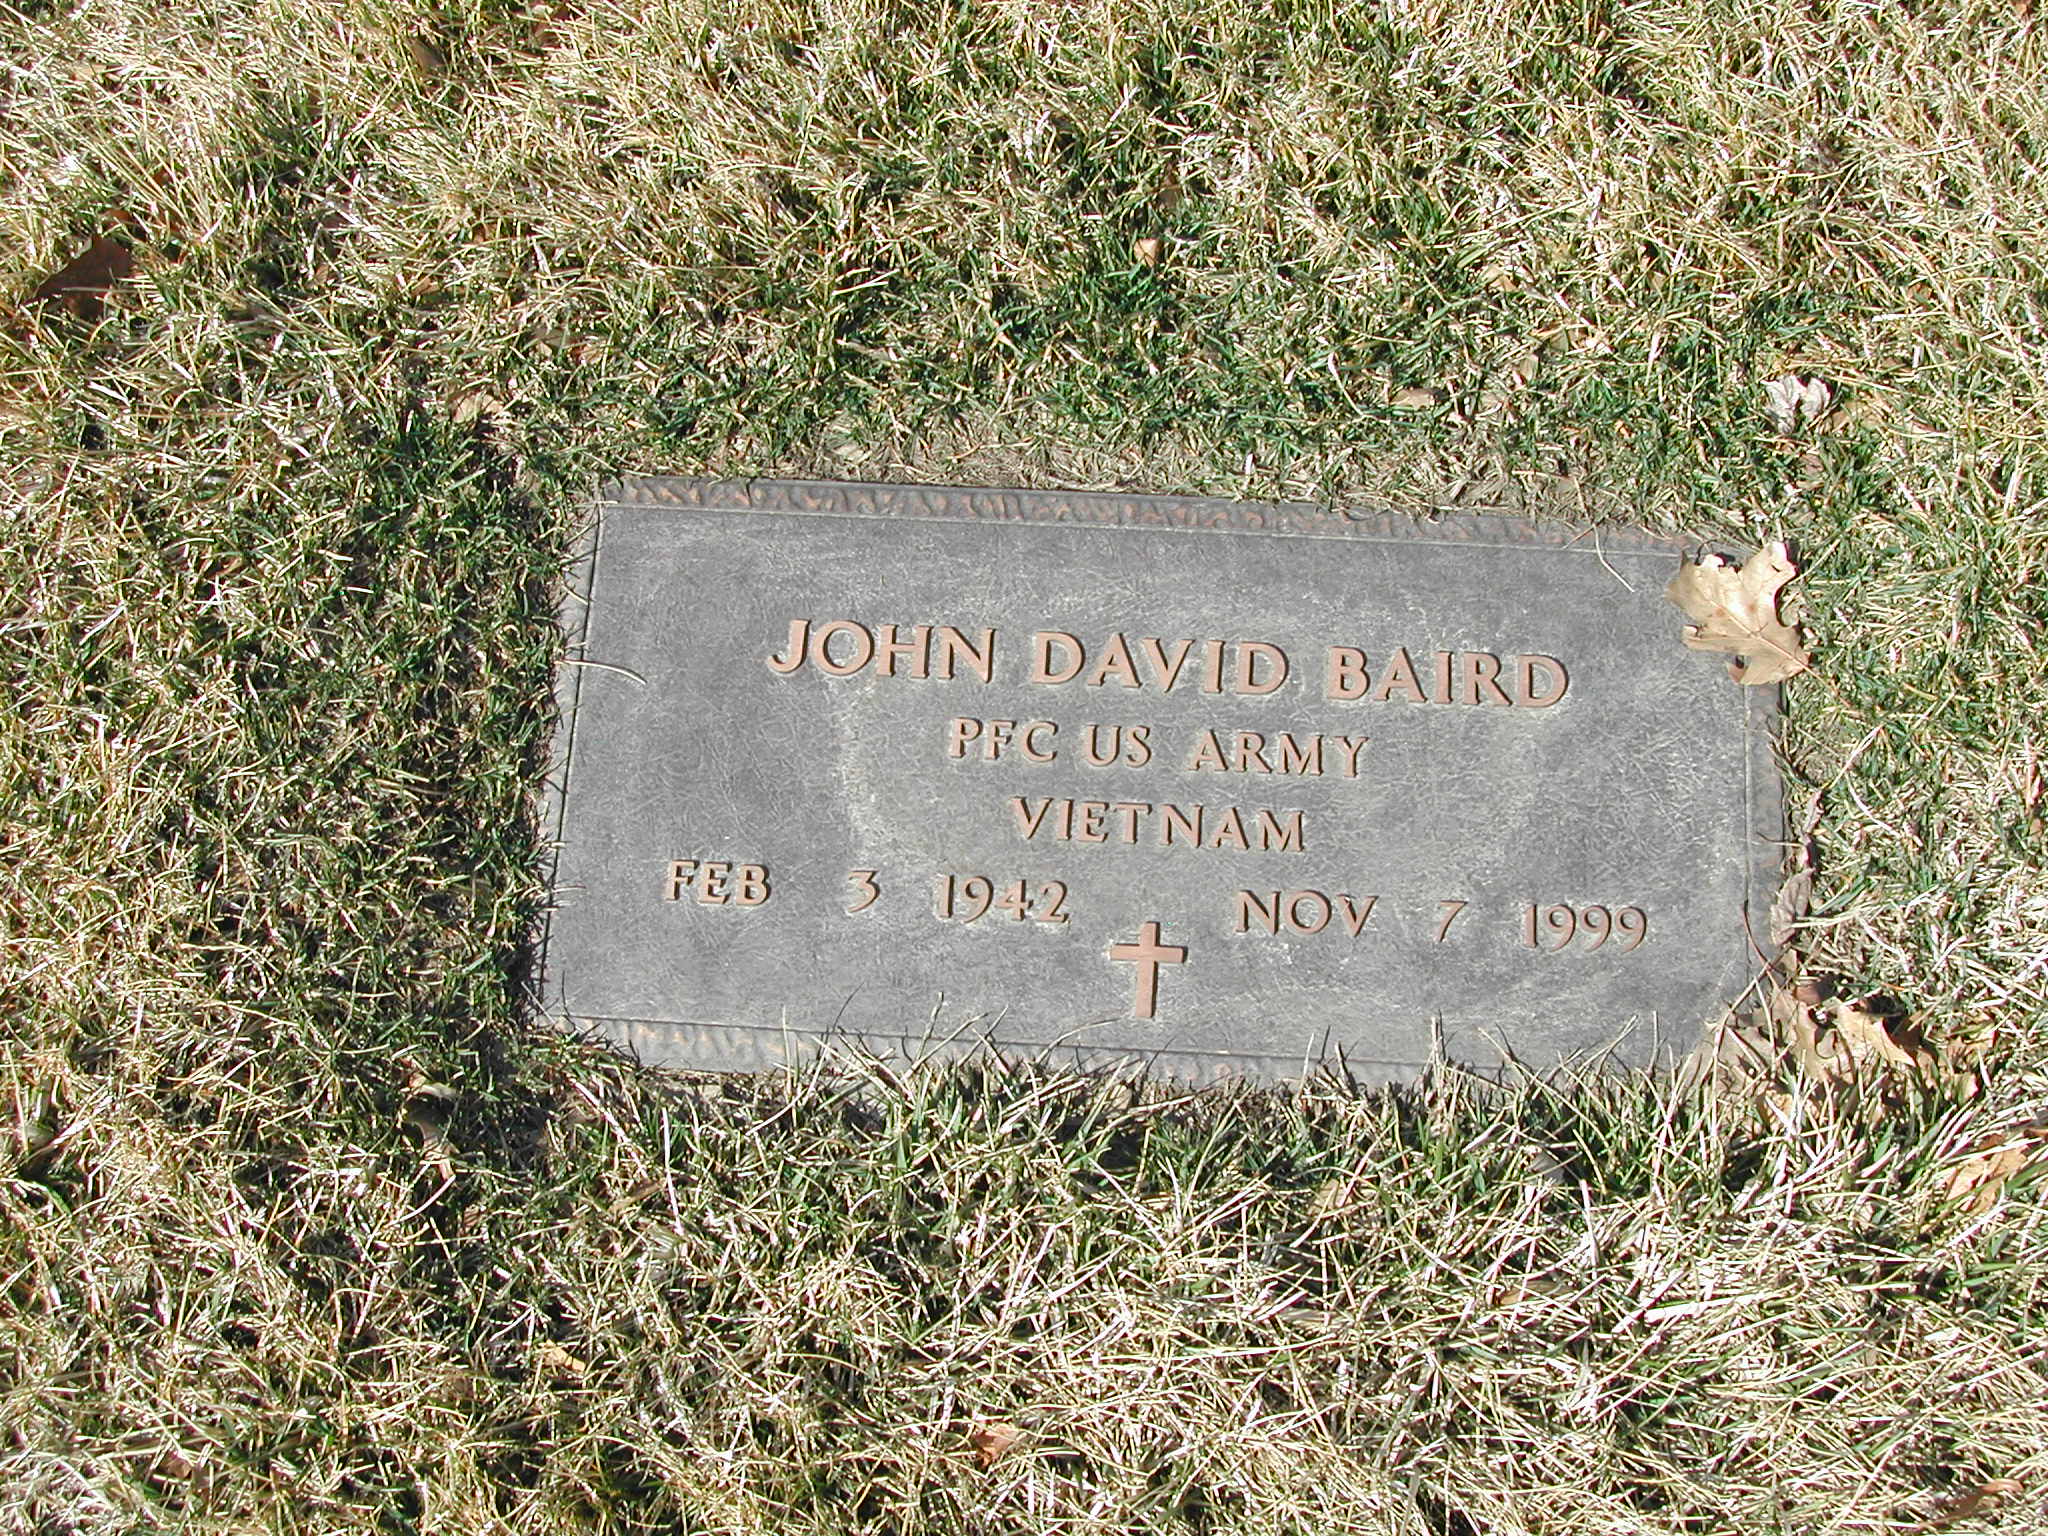 JOHN DAVID BAIRD
PFC US ARMY
VIETNAM
FEB 3 1942 NOV 7 1999